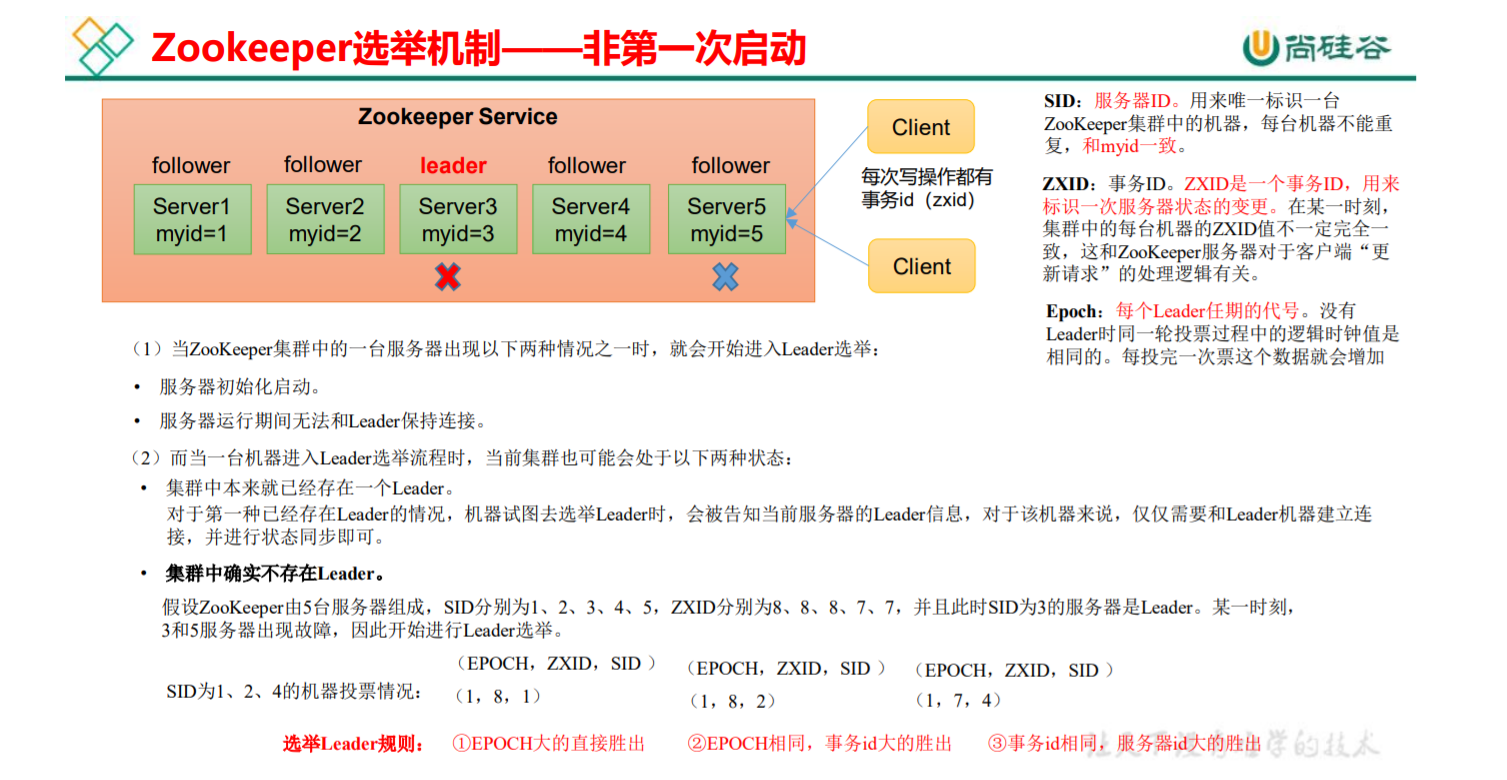 Zookeeper选举机制——非第一次启动
尚硅谷
Zookeeper Service
follower
follower
leader
follower
follower
Server1
myid=1
Server2
myid=2
Server3
myid=3
Server4
myid=4
Server5
myid=5
Client
每次写操作都有
事务id（zxid）
Client
SID：服务器ID。用来唯一标识一台
ZooKeeper集群中的机器，每台机器不能重
复，和myid一致。
ZXID：事务ID。ZXID是一个事务ID，用来
标识一次服务器状态的变更。在某一时刻，
集群中的每台机器的ZXID值不一定完全一
致，这和ZooKeeper服务器对于客户端“更
新请求”的处理逻辑有关。
Epoch：每个Leader任期的代号。没有
Leader时同一轮投票过程中的逻辑时钟值是
相同的。每投完一次票这个数据就会增加
（1）当ZooKeeper集群中的一台服务器出现以下两种情况之一时，就会开始进入Leader选举：
• 服务器初始化启动。
• 服务器运行期间无法和Leader保持连接。
（2）而当一台机器进入Leader选举流程时，当前集群也可能会处于以下两种状态：
• 集群中本来就已经存在一个Leader。
对于第一种已经存在Leader的情况，机器试图去选举Leader时，会被告知当前服务器的Leader信息，对于该机器来说，仅仅需要和Leader机器建立连
接，并进行状态同步即可。
• 集群中确实不存在Leader。
假设ZooKeeper由5台服务器组成，SID分别为1、2、3、4、5，ZXID分别为8、8、8、7、7，并且此时SID为3的服务器是Leader。某一时刻，
3和5服务器出现故障，因此开始进行Leader选举。
（EPOCH，ZXID，SID ） （EPOCH，ZXID，SID ） （EPOCH，ZXID，SID ）
SID为1、2、4的机器投票情况： （1，8，1） （1，8，2） （1，7，4）
选举Leader规则： ①EPOCH大的直接胜出 ②EPOCH相同，事务id大的胜出 ③事务id相同，服务器id大的胜出
的技术